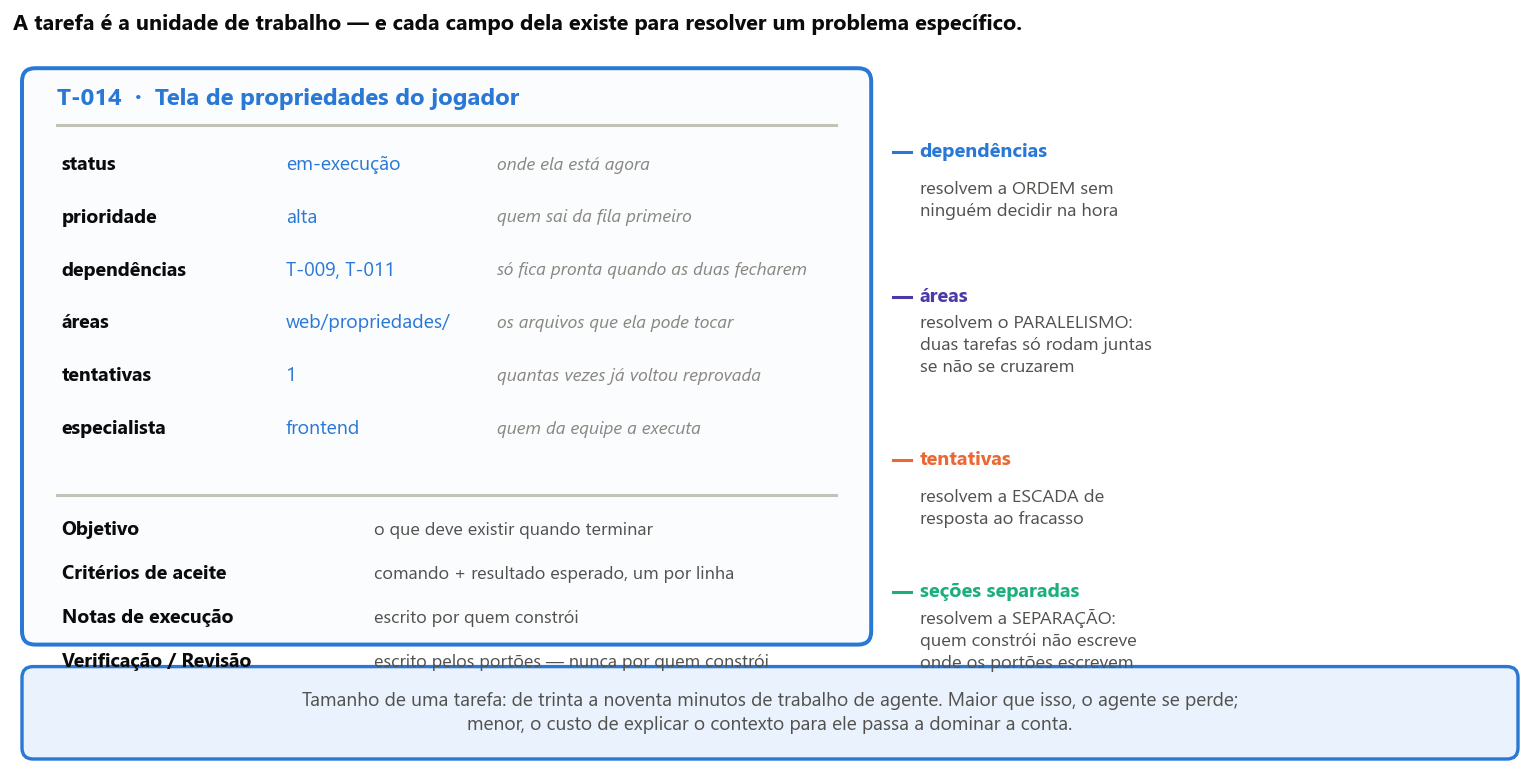 A tarefa é a unidade de trabalho — e cada campo dela existe para resolver um problema específico.
T-014 · Tela de propriedades do jogador
status em-execução onde ela está agora
prioridade alta quem sai da fila primeiro
dependências T-009, T-011 só fica pronta quando as duas fecharem
áreas web/propriedades/ os arquivos que ela pode tocar
tentativas 1 quantas vezes já voltou reprovada
especialista frontend quem da equipe a executa
Objetivo o que deve existir quando terminar
Critérios de aceite comando + resultado esperado, um por linha
Notas de execução escrito por quem constrói
Verificação / Revisão escrito pelos portões — nunca por quem constrói
dependências
resolvem a ORDEM sem
ninguém decidir na hora
áreas
resolvem o PARALELISMO:
duas tarefas só rodam juntas
se não se cruzarem
tentativas
resolvem a ESCADA de
resposta ao fracasso
seções separadas
resolvem a SEPARAÇÃO:
quem constrói não escreve
onde os portões escrevem
Tamanho de uma tarefa: de trinta a noventa minutos de trabalho de agente. Maior que isso, o agente se perde;
menor, o custo de explicar o contexto para ele passa a dominar a conta.